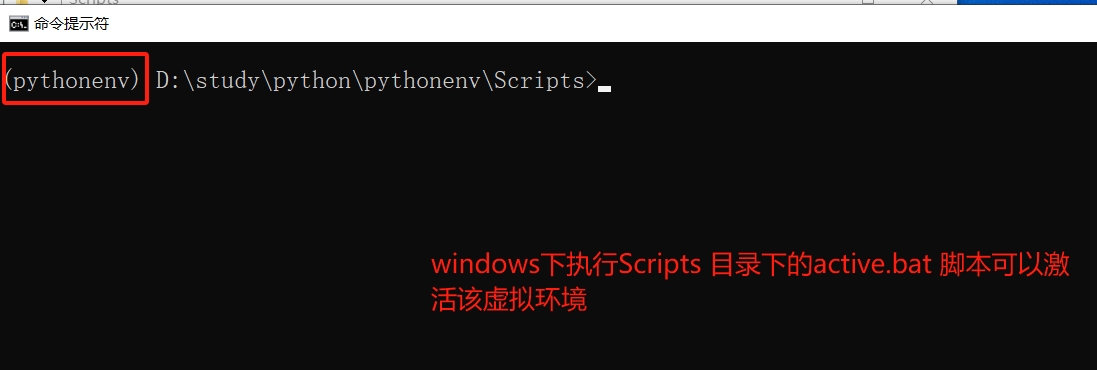 Scripts
命令提示符
(pythonenv) D:\study\python\pythonenv\Scripts>
windows下执行Scripts 目录下的active.bat 脚本可以激
活该虚拟环境